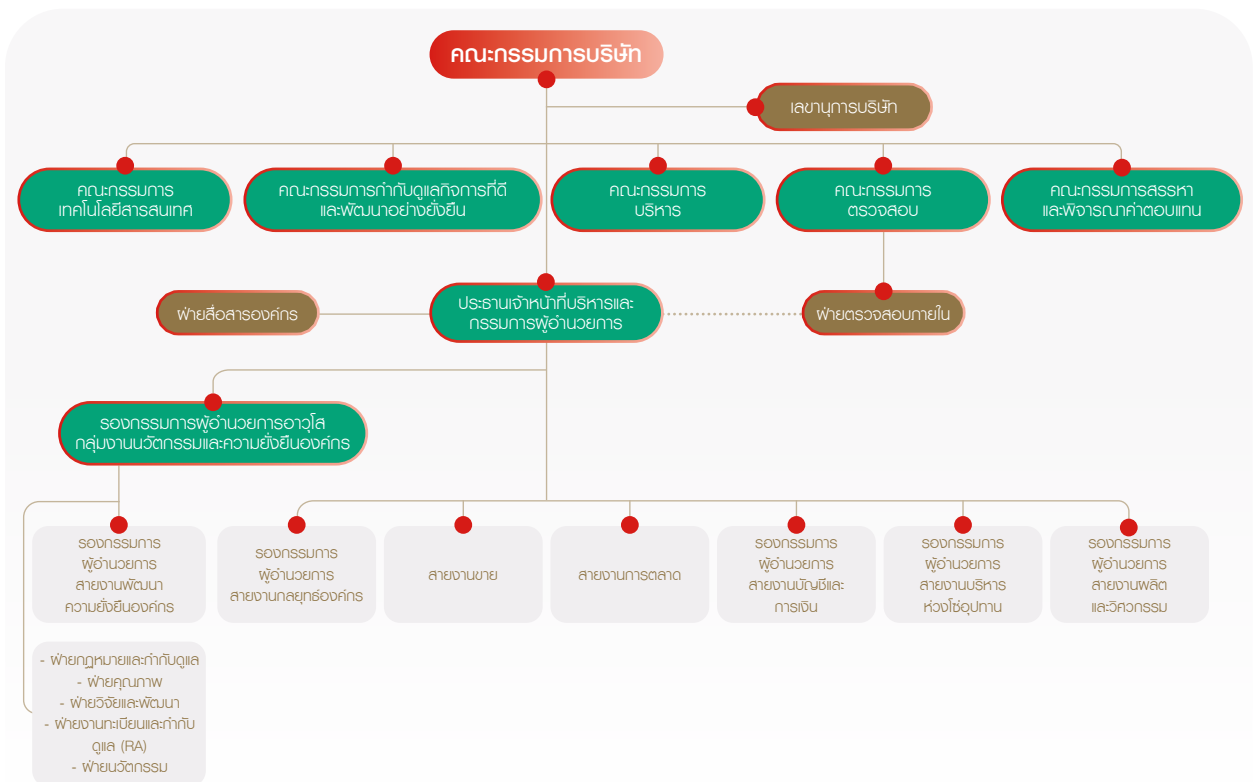 คณะกรรมการบริษัท
เลขานุการบริษัท
คณะกรรมการ
เทคโนโลยีสารสนเทศ
คณะกรรมการกำกับดูแลกิจการที่ดี
และพัฒนาอย่างยั่งยืน
คณะกรรมการ
บริหาร
คณะกรรมการ
ตรวจสอบ
คณะกรรมการสรรหา
และพิจารณาค่าตอบแทน
ฝ่ายสื่อสารองค์กร
ประธานเจ้าหน้าที่บริหารและ
กรรมการผู้อำนวยการ
ฝ่ายตรวจสอบภายใน
รองกรรมการผู้อำนวยการอาวุโส
กลุ่มงานนวัตกรรมและความยั่งยืนองค์กร
รองกรรมการ
ผู้อำนวยการ
สายงานพัฒนา
ความยั่งยืนองค์กร
รองกรรมการ
ผู้อำนวยการ
สายงานกลยุทธ์องค์กร
สายงานขาย
สายงานการตลาด
รองกรรมการ
ผู้อำนวยการ
สายงานบัญชีและ
การเงิน
รองกรรมการ
ผู้อำนวยการ
สายงานบริหาร
ห่วงโซ่อุปทาน
รองกรรมการ
ผู้อำนวยการ
สายงานผลิต
และวิศวกรรม
- ฝ่ายกฎหมายและกำกับดูแล
- ฝ่ายคุณภาพ
- ฝ่ายวิจัยและพัฒนา
- ฝ่ายงานทะเบียนและกำกับ
ดูแล (RA)
- ฝ่ายนวัตกรรม